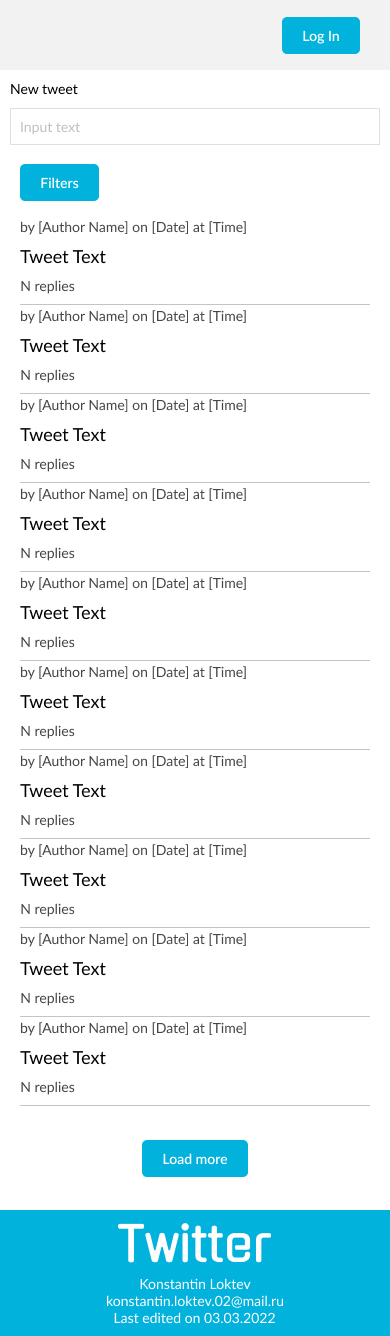 Log In
New tweet
Input text
Filters
by [Author Name] on [Date] at [Time]
Tweet Text
N replies
by [Author Name] on [Date] at [Time]
Tweet Text
N replies
by [Author Name] on [Date] at [Time]
Tweet Text
N replies
by [Author Name] on [Date] at [Time]
Tweet Text
N replies
by [Author Name] on [Date] at [Time]
Tweet Text
N replies
by [Author Name] on [Date] at [Time]
Tweet Text
N replies
by [Author Name] on [Date] at [Time]
Tweet Text
N replies
by [Author Name] on [Date] at [Time]
Tweet Text
N replies
by [Author Name] on [Date] at [Time]
Tweet Text
N replies
by [Author Name] on [Date] at [Time]
Tweet Text
N replies
Load more
Twitter
Konstantin Loktev
konstantin.loktev.02@mail.ru
Last edited on 03.03.2022